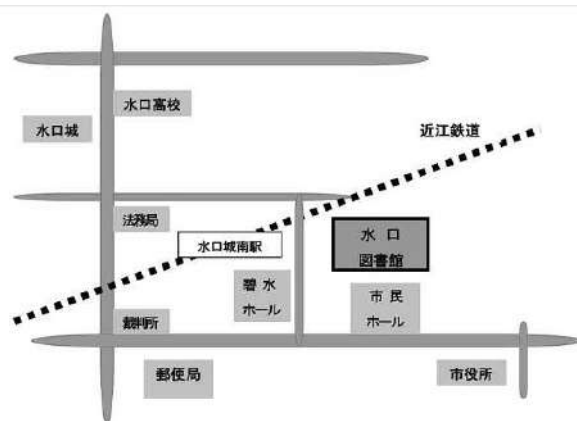 水口高校
水口城
近江鉄道
法務局
水口城南駅
水口
図書館
碧水
ホール
市民
ホール
裁判所
郵便局
市役所